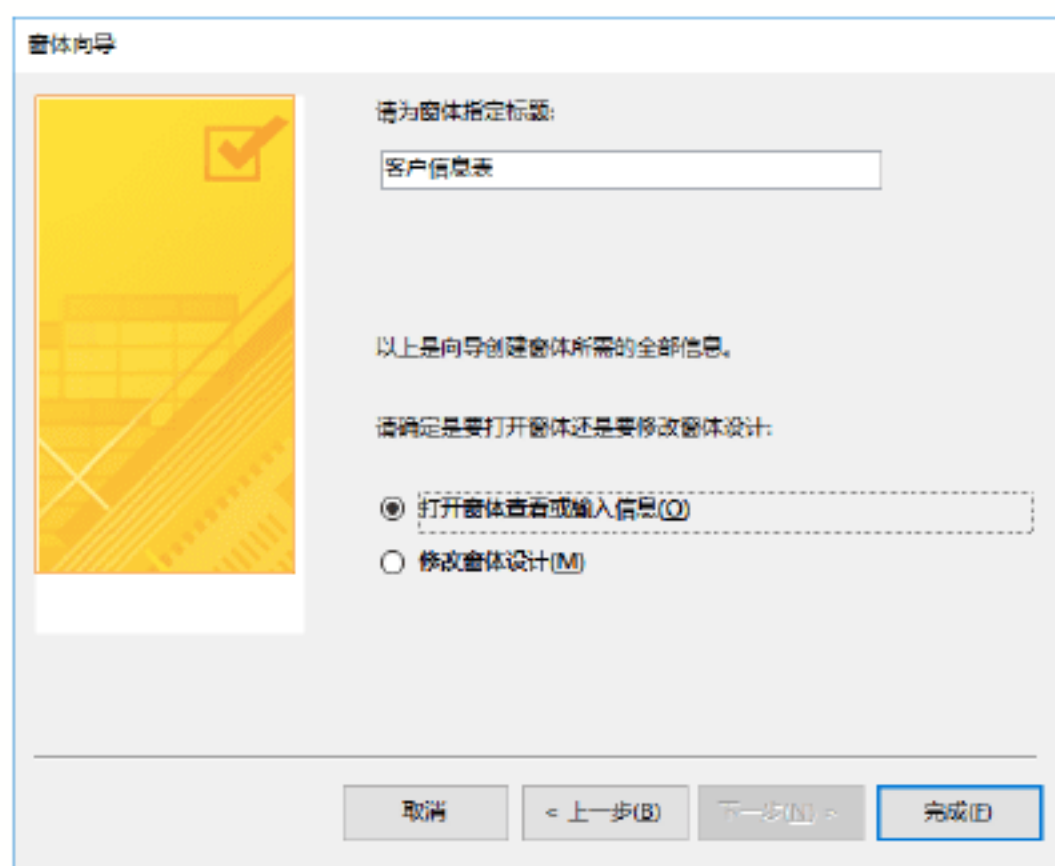 窗体向导
请为窗体指定标题:
客户信息表
以上是向导创建窗体所需的全部信息。
请确定是要打开窗体还是要修改窗体设计:
打开窗体查看或输入信息(O)
修改窗体设计(M)
取消
< 上一步(B)
下一步(N) >
完成(F)